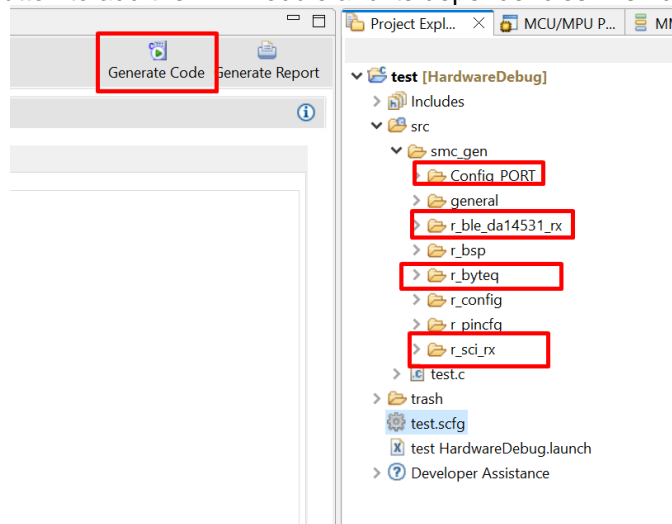 Project Expl...
MCU/MPU P...
Generate Code
Generate Report
test [HardwareDebug]
Includes
src
smc_gen
Config_PORT
general
r_ble_da14531_rx
r_bsp
r_byteq
r_config
r_pincfg
r_sci_rx
test.c
trash
test.scfg
test HardwareDebug.launch
Developer Assistance